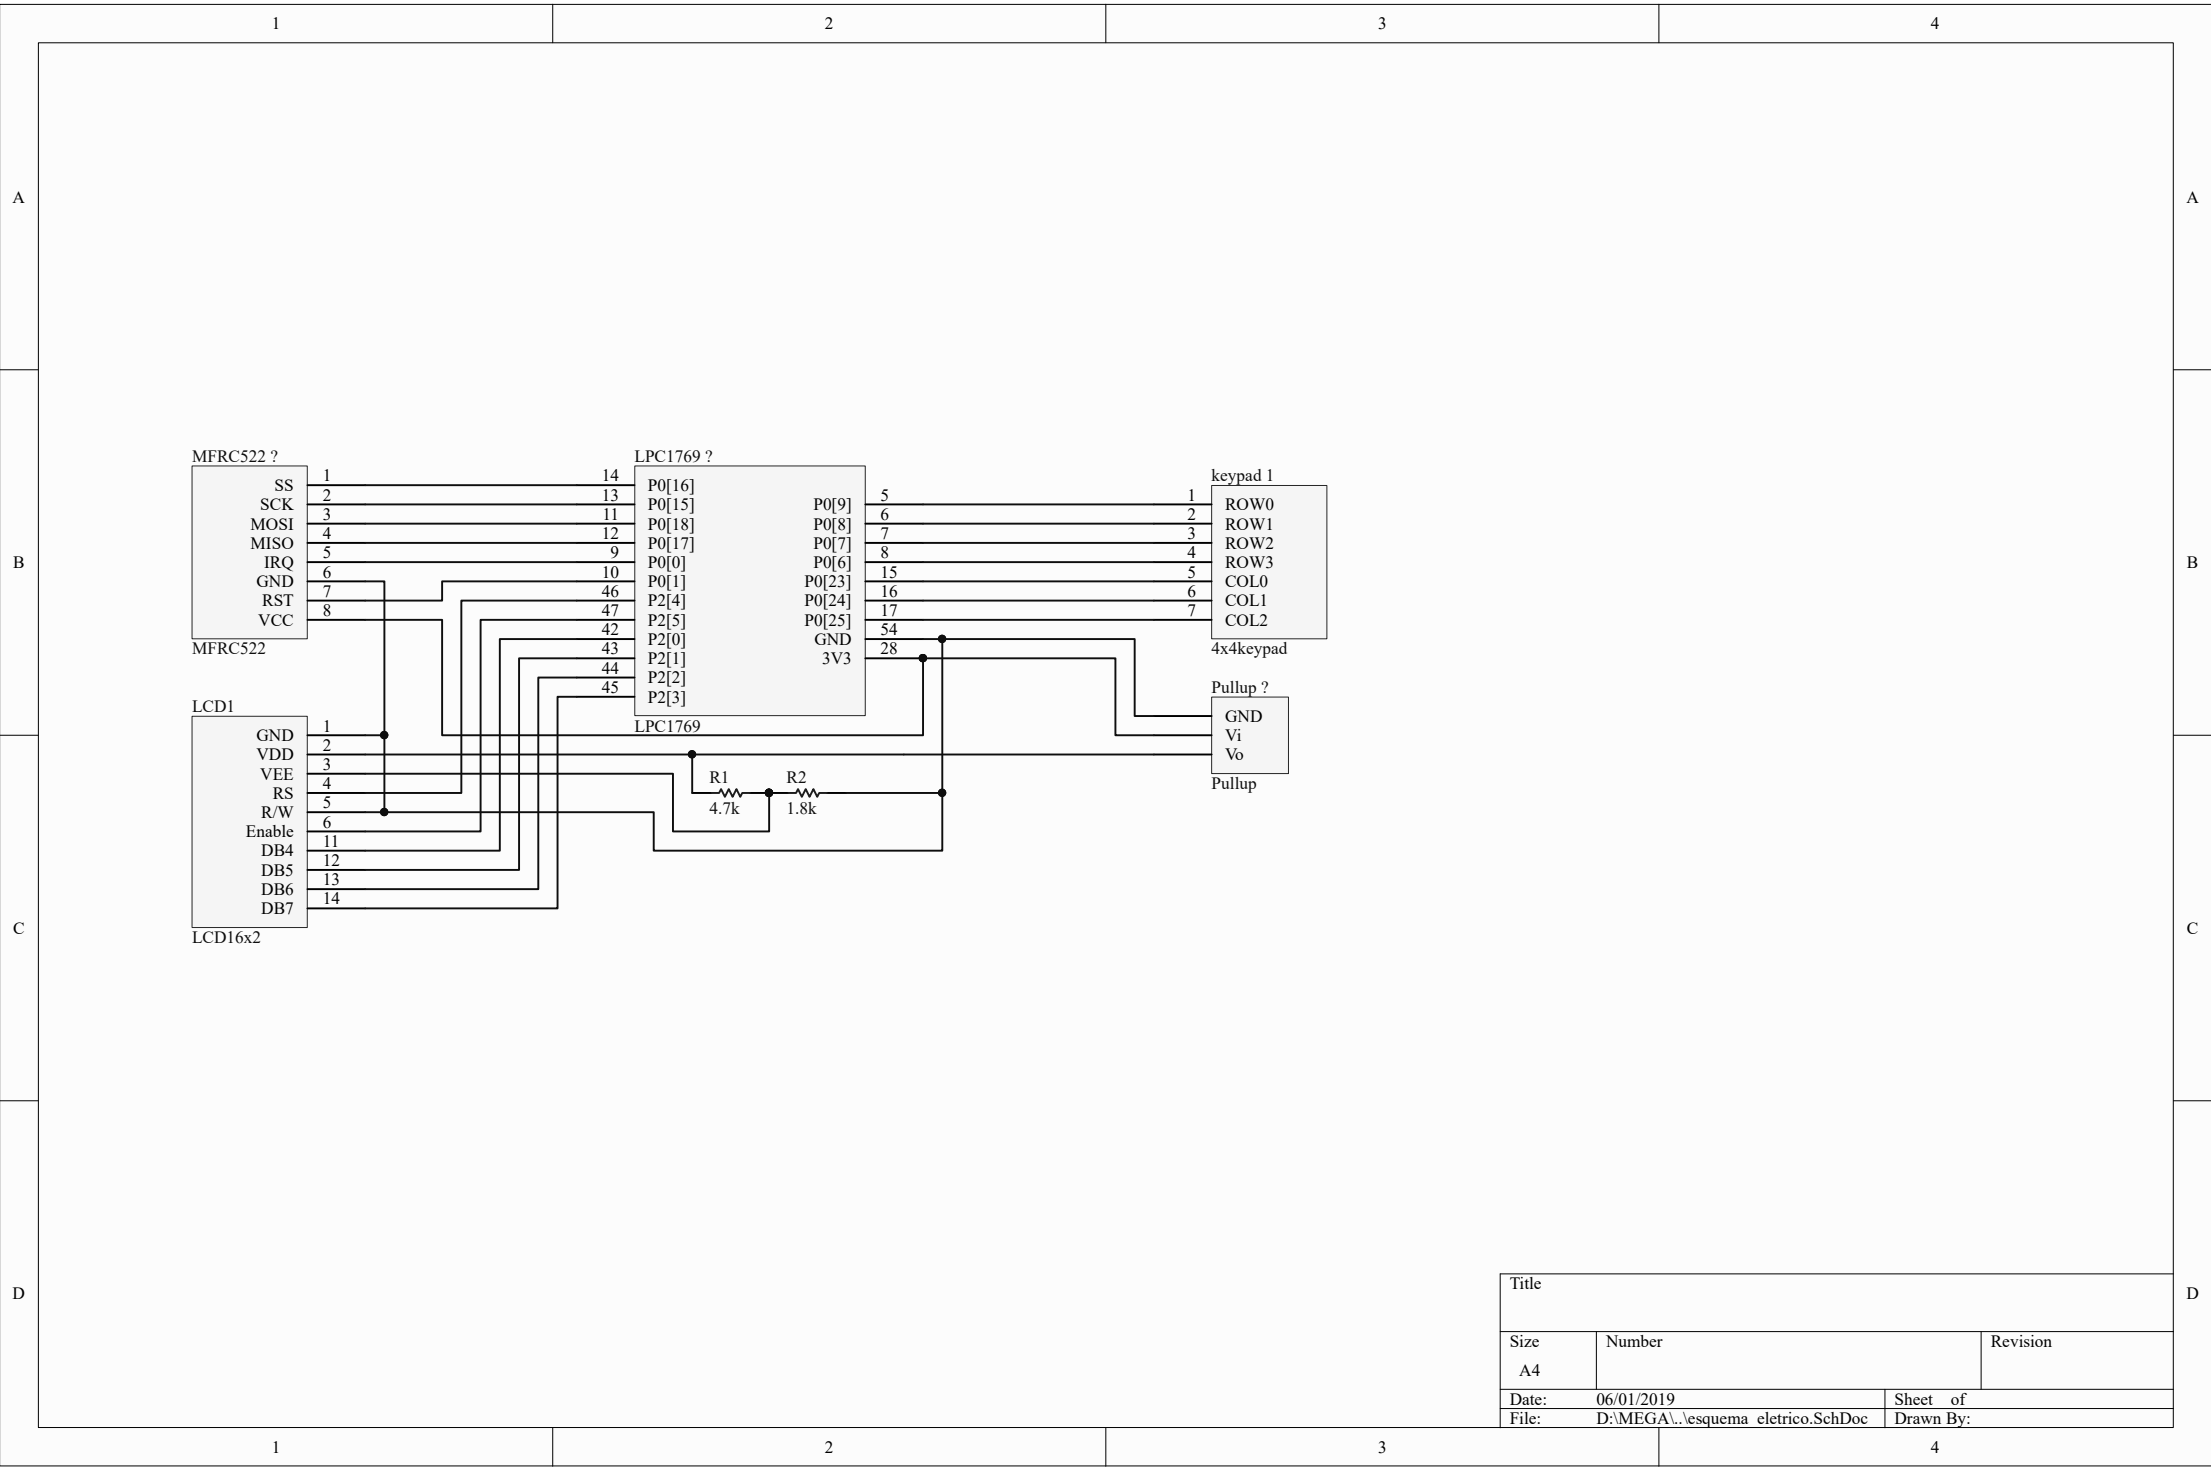 1 2 3 4
A A
MFRC522 ?
SS 1
SCK 2
MOSI 3
MISO 4
IRQ 5
GND 6
RST 7
VCC 8
MFRC522
LPC1769 ?
14 P0[16]
13 P0[15]
11 P0[18]
12 P0[17]
9 P0[0]
10 P0[1]
46 P2[4]
47 P2[5]
42 P2[0]
43 P2[1]
44 P2[2]
45 P2[3]
P0[9] 5
P0[8] 6
P0[7] 7
P0[6] 8
P0[23] 15
P0[24] 16
P0[25] 17
GND 54
3V3 28
LPC1769
keypad 1
1 ROW0
2 ROW1
3 ROW2
4 ROW3
5 COL0
6 COL1
7 COL2
4x4keypad
B B
Pullup ?
GND
Vi
Vo
Pullup
LCD1
GND 1
VDD 2
VEE 3
RS 4
R/W 5
Enable 6
DB4 11
DB5 12
DB6 13
DB7 14
LCD16x2
R1
4.7k
R2
1.8k
C C
D D
Title
Size
A4
Number
Revision
Date: 06/01/2019
Sheet of
File: D:\MEGA\..\esquema eletrico.SchDoc
Drawn By:
1 2 3 4